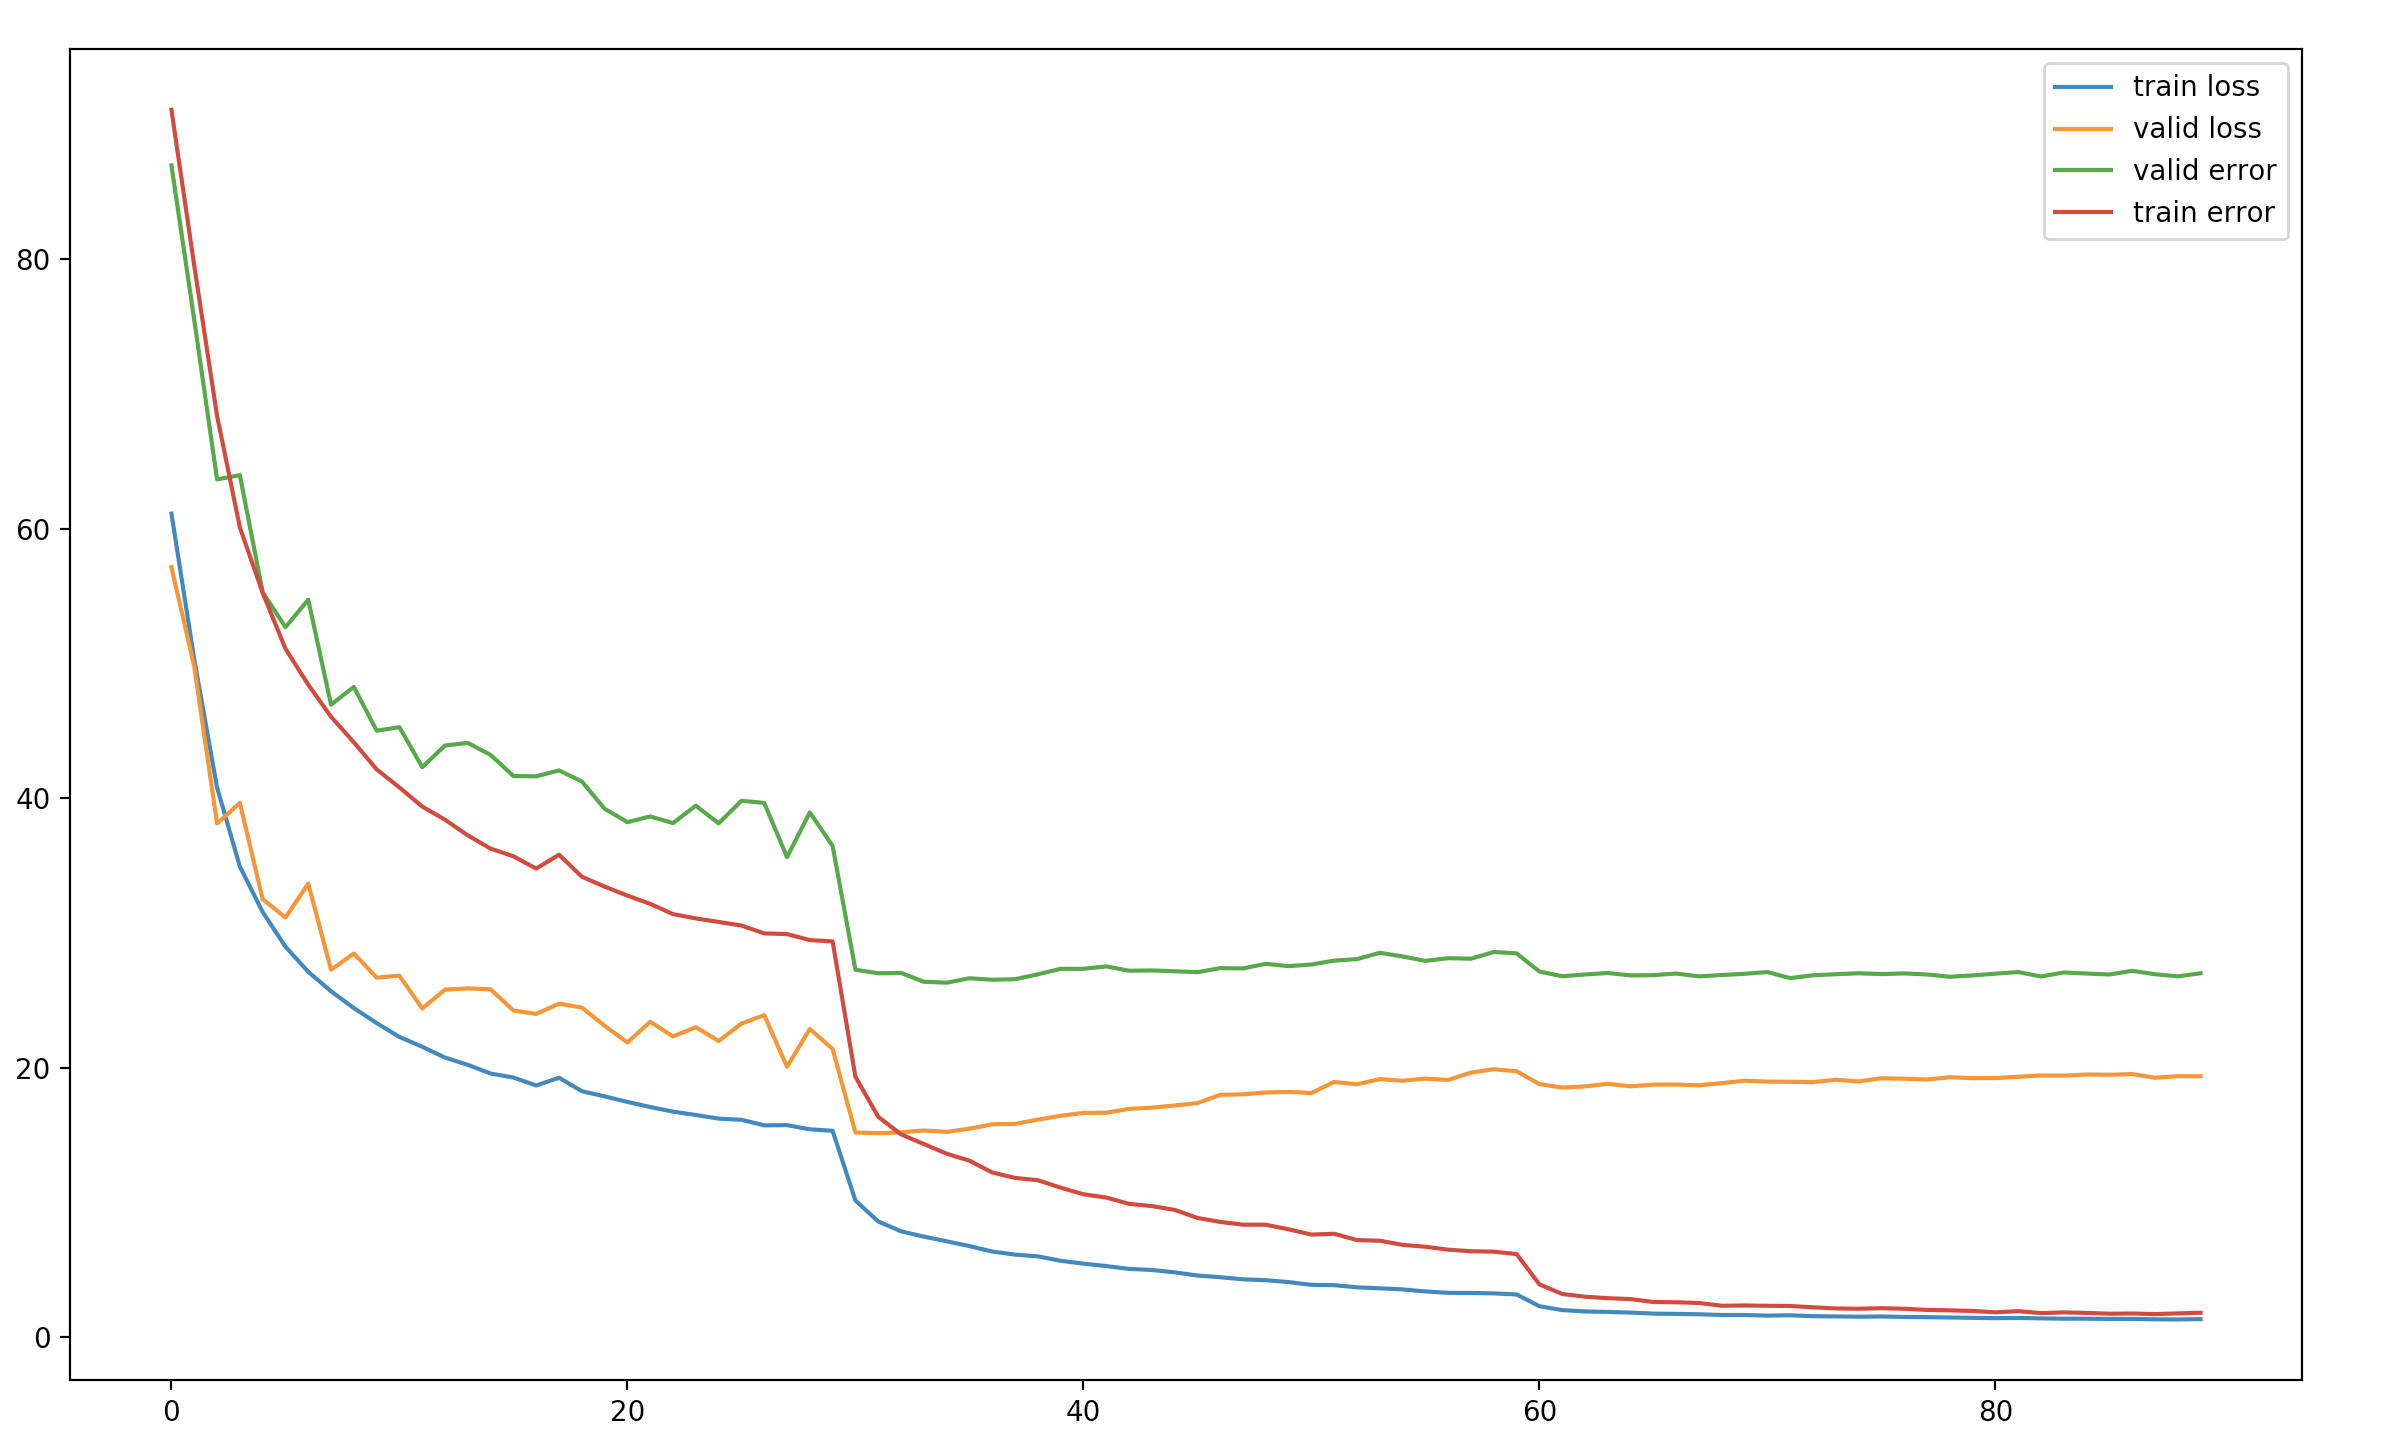 train loss
valid loss
valid error
train error
80
60
40
20
0
0 20 40 60 80